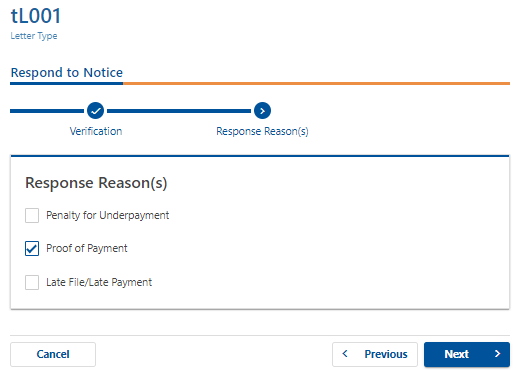 tL001
Letter Type
Respond to Notice
Verification
Response Reason(s)
Response Reason(s)
Penalty for Underpayment
Proof of Payment
Late File/Late Payment
Cancel
Previous
Next